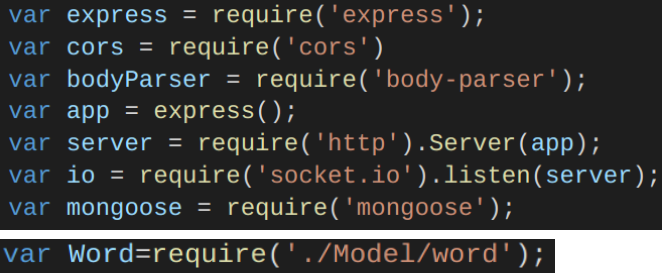 var express = require('express');
var cors = require('cors')
var bodyParser = require('body-parser');
var app = express();
var server = require('http').Server(app);
var io = require('socket.io').listen(server);
var mongoose = require('mongoose');
var Word=require('./Model/word');